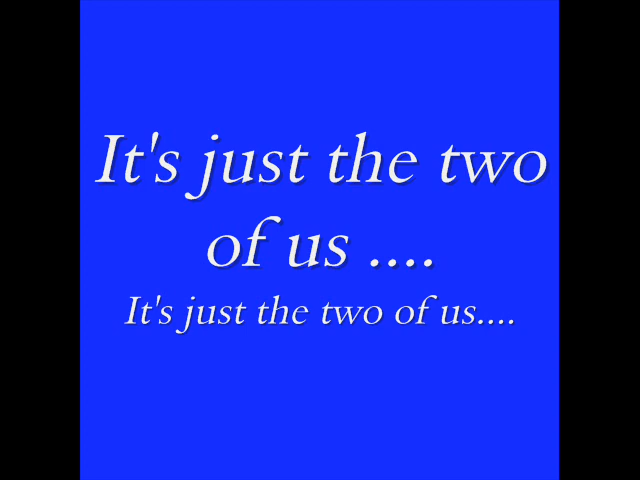 It's just the two
of us ....
It's just the two of us....